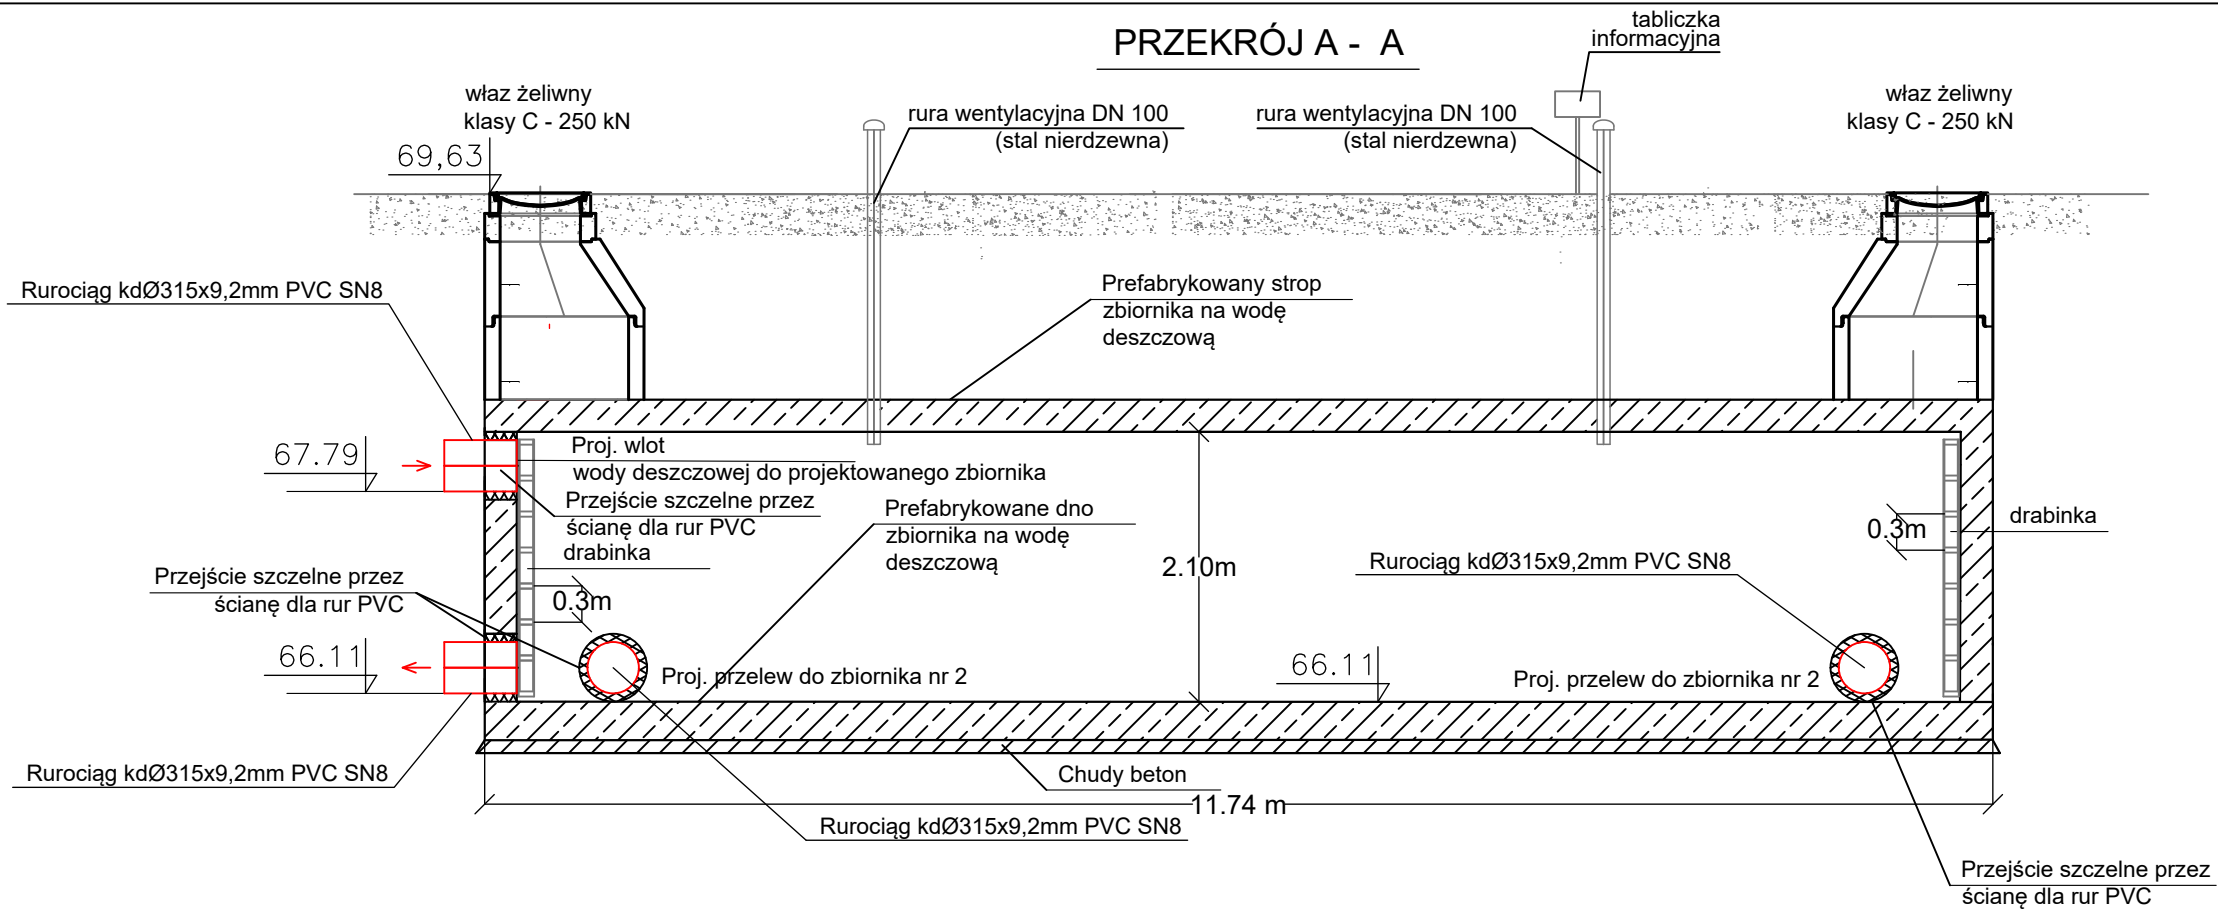 PRZEKRÓJ A - A
tabliczka
informacyjna
właz żeliwny
klasy C - 250 kN
rura wentylacyjna DN 100
(stal nierdzewna)
rura wentylacyjna DN 100
(stal nierdzewna)
właz żeliwny
klasy C - 250 kN
69,63
Rurociąg kdØ315x9,2mm PVC SN8
Prefabrykowany strop
zbiornika na wodę
deszczową
67.79
Proj. wlot
wody deszczowej do projektowanego zbiornika
Przejście szczelne przez
ścianę dla rur PVC
drabinka
Prefabrykowane dno
zbiornika na wodę
deszczową
0.3m
drabinka
2.10m
Rurociąg kdØ315x9,2mm PVC SN8
Przejście szczelne przez
ścianę dla rur PVC
0.3m
66.11
Proj. przelew do zbiornika nr 2
66.11
Proj. przelew do zbiornika nr 2
Rurociąg kdØ315x9,2mm PVC SN8
Chudy beton
11.74 m
Rurociąg kdØ315x9,2mm PVC SN8
Przejście szczelne przez
ścianę dla rur PVC